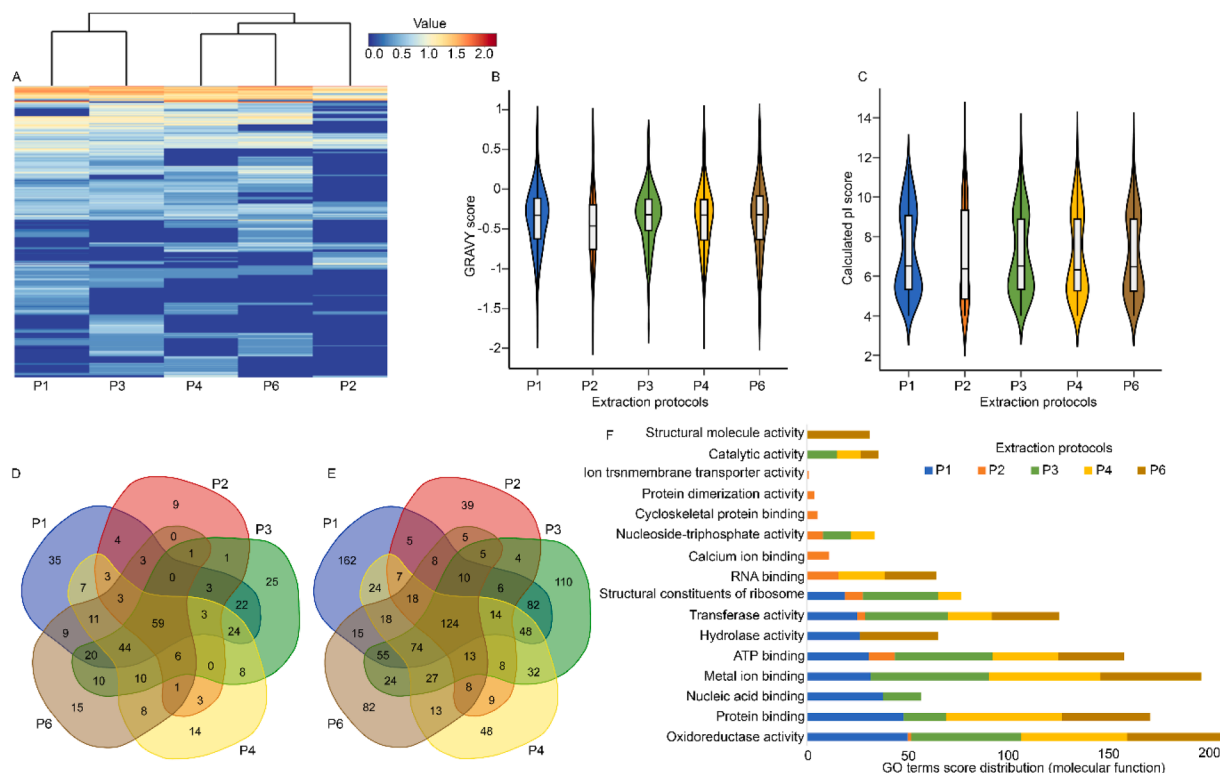 Value
0.0 0.5 1.0 1.5 2.0
A
P1 P3 P4 P6 P2
B
GRAVY score
1
0.5
0
-0.5
-1
-1.5
-2
P1 P2 P3 P4 P6
Extraction protocols
C
Calculated pI score
14
12
10
8
6
4
2
P1 P2 P3 P4 P6
Extraction protocols
D
P2
9
P1
P3
4
0
1
3
1
35
25
7
3
0
3
22
3
11
3
24
59
9
44
20
6
0
8
10
10
1
3
15
8
P6
14
P4
E
P2
39
P1
P3
5
5
4
8
5
162
110
24
7
10
6
82
18
18
14
48
124
15
74
55
13
8
32
24
27
8
9
82
13
P6
48
P4
F
Extraction protocols
P1 P2 P3 P4 P6
Structural molecule activity
Catalytic activity
Ion trsnmembrane transporter activity
Protein dimerization activity
Cycloskeletal protein binding
Nucleoside-triphosphate activity
Calcium ion binding
RNA binding
Structural constituents of ribosome
Transferase activity
Hydrolase activity
ATP binding
Metal ion binding
Nucleic acid binding
Protein binding
Oxidoreductase activity
0 50 100 150 200
GO terms score distribution (molecular function)